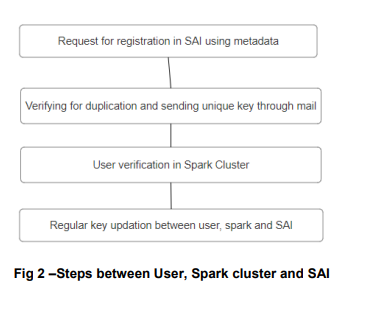 Request for registration in SAI using metadata
Verifying for duplication and sending unique key through mail
User verification in Spark Cluster
Regular key updation between user, spark and SAI
Fig 2 –Steps between User, Spark cluster and SAI